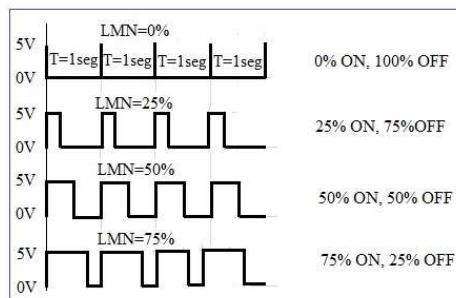 LMN=0%
5V
T=1seg T=1seg T=1seg T=1seg
0V
0% ON, 100% OFF
LMN=25%
5V
0V
25% ON, 75%OFF
LMN=50%
5V
0V
50% ON, 50% OFF
LMN=75%
5V
0V
75% ON, 25% OFF